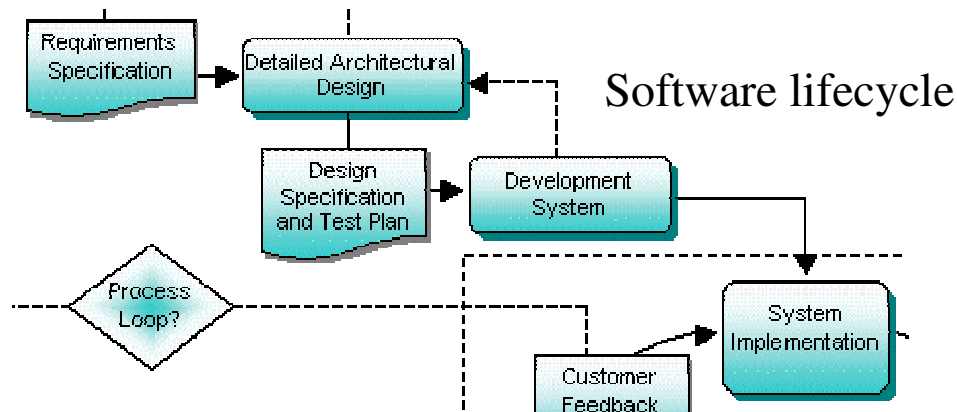 Requirements
Specification
Detailed Architectural
Design
Software lifecycle
Design
Specification
and Test Plan
Development
System
Process
Loop?
System
Implementation
Customer
Feedback